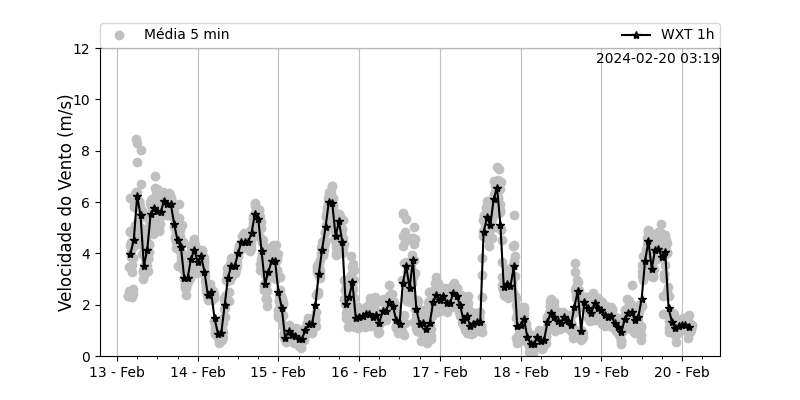 Média 5 min
WXT 1h
2024-02-20 03:19
Velocidade do Vento (m/s)
12
10
8
6
4
2
0
13 - Feb 14 - Feb 15 - Feb 16 - Feb 17 - Feb 18 - Feb 19 - Feb 20 - Feb